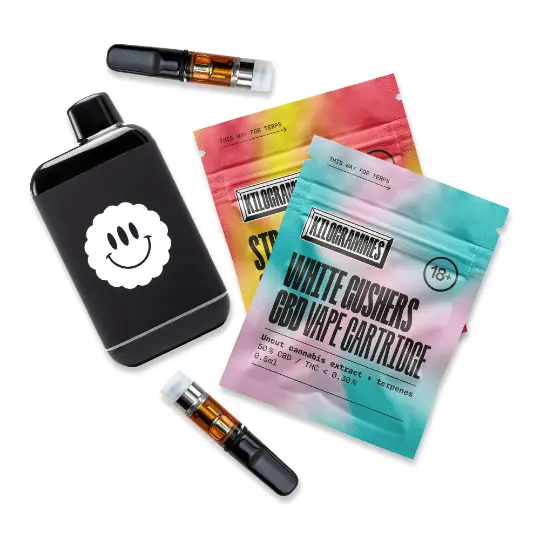 THIS WAY FOR TERPS
KILOGRAMMES
THIS WAY FOR TERPS
KILOGRAMMES
18+
WHITE GUSHERS
CBD VAPE CARTRIDGE
Uncut cannabis extract + terpenes
50% CBD / THC < 0.30%
0.5ml